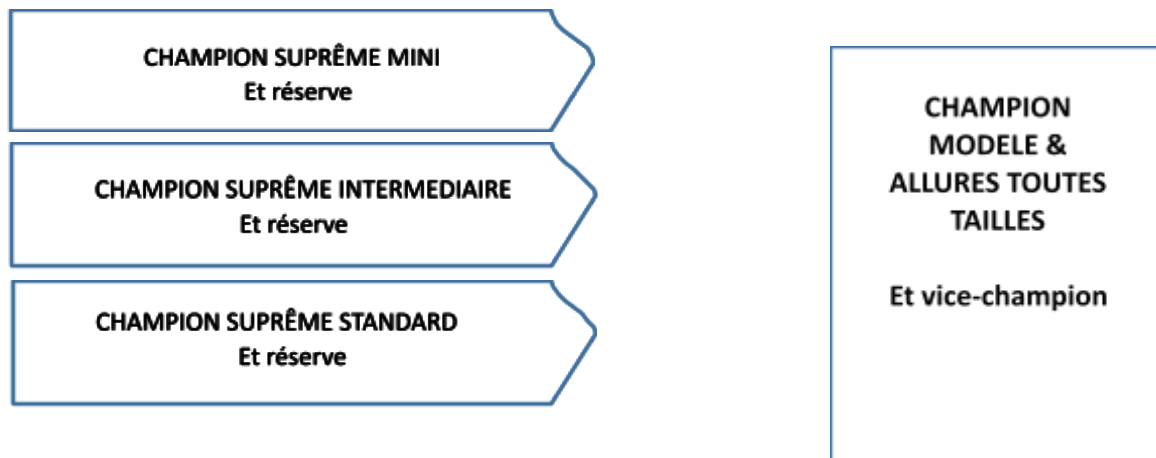 CHAMPION SUPRÊME MINI
Et réserve
CHAMPION SUPRÊME INTERMEDIAIRE
Et réserve
CHAMPION SUPRÊME STANDARD
Et réserve
CHAMPION
MODELE &
ALLURES TOUTES
TAILLES
Et vice-champion